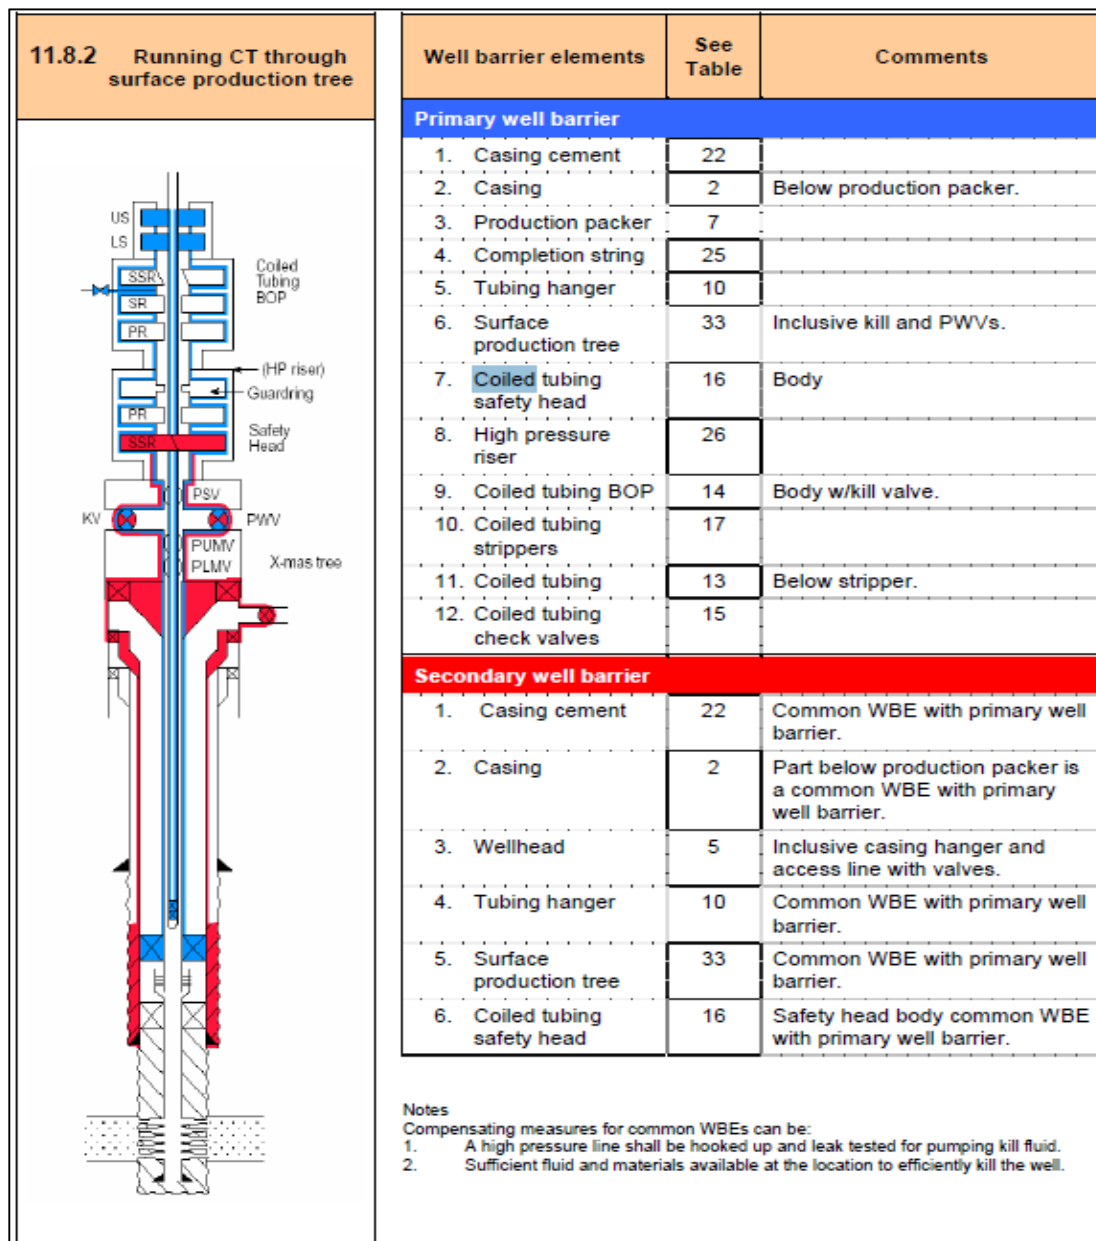 11.8.2 Running CT through
surface production tree
US
LS
SSR
SR
PR
Coiled
Tubing
BOP
(HP riser)
Guardring
PR
SSR
Safety
Head
PSV
KV
PWV
PUMV
PLMV
X-mas tree
Well barrier elements See Table Comments
Primary well barrier
1. Casing cement 22
2. Casing 2 Below production packer.
3. Production packer 7
4. Completion string 25
5. Tubing hanger 10
6. Surface 33 Inclusive kill and PWVs.
production tree
7. Coiled tubing 16 Body
safety head
8. High pressure 26
riser
9. Coiled tubing BOP 14 Body w/kill valve.
10. Coiled tubing 17
strippers
11. Coiled tubing 13 Below stripper.
12. Coiled tubing 15
check valves
Secondary well barrier
1. Casing cement 22 Common WBE with primary well
barrier.
2. Casing 2 Part below production packer is
a common WBE with primary
well barrier.
3. Wellhead 5 Inclusive casing hanger and
access line with valves.
4. Tubing hanger 10 Common WBE with primary well
barrier.
5. Surface 33 Common WBE with primary well
production tree barrier.
6. Coiled tubing 16 Safety head body common WBE
safety head with primary well barrier.
Notes
Compensating measures for common WBEs can be:
1. A high pressure line shall be hooked up and leak tested for pumping kill fluid.
2. Sufficient fluid and materials available at the location to efficiently kill the well.